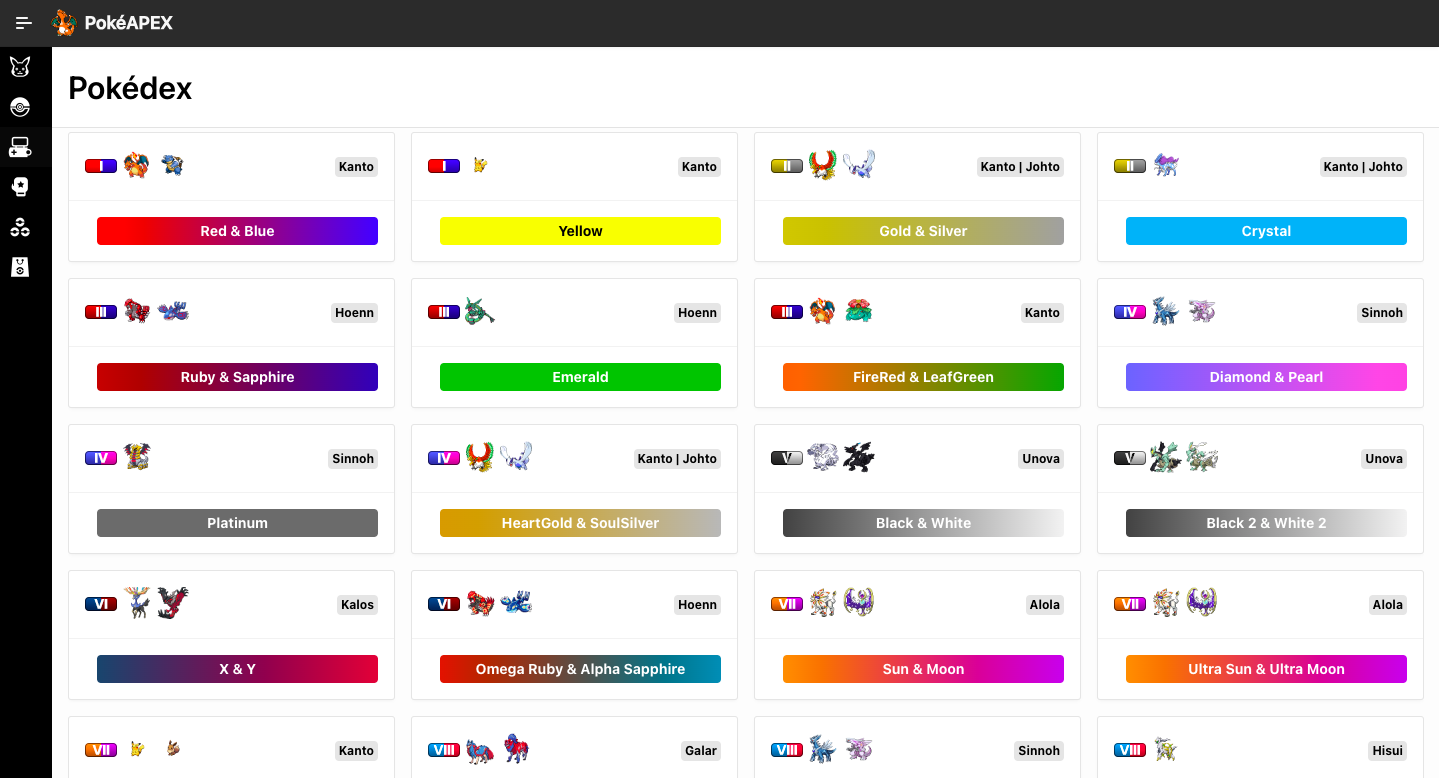 PokéAPEX
Pokédex
I Kanto
I Kanto
II Kanto | Johto
II Kanto | Johto
Red & Blue
Yellow
Gold & Silver
Crystal
III Hoenn
III Hoenn
III Kanto
IV Sinnoh
Ruby & Sapphire
Emerald
FireRed & LeafGreen
Diamond & Pearl
IV Sinnoh
IV Kanto | Johto
V Unova
V Unova
Platinum
HeartGold & SoulSilver
Black & White
Black 2 & White 2
VI Kalos
VI Hoenn
VII Alola
VII Alola
X & Y
Omega Ruby & Alpha Sapphire
Sun & Moon
Ultra Sun & Ultra Moon
VII Kanto
VIII Galar
VIII Sinnoh
VIII Hisui